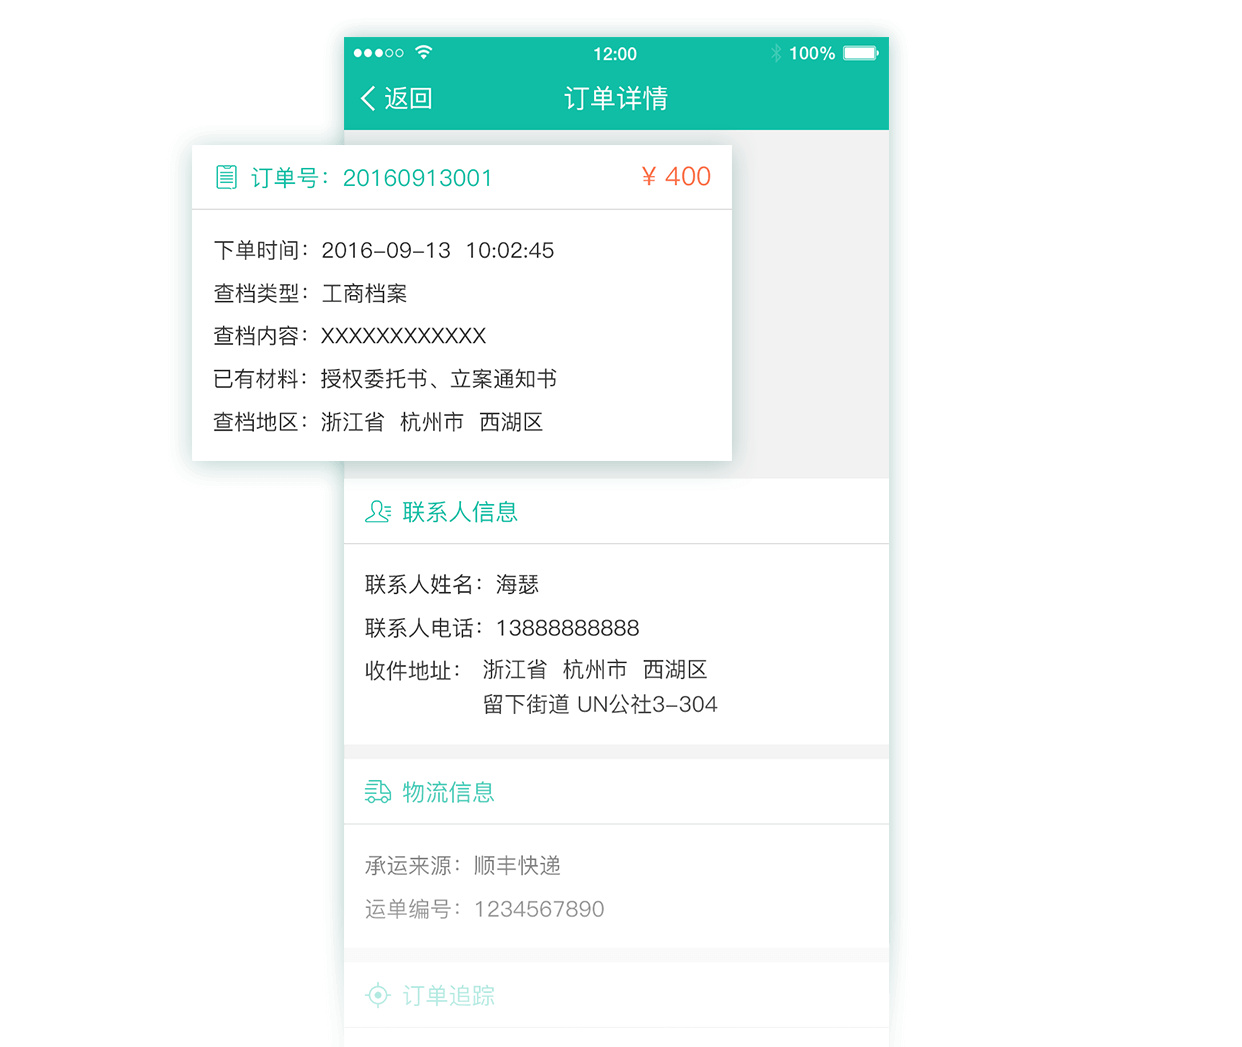 12:00
100%
返回
订单详情
订单号：20160913001
¥ 400
下单时间：2016-09-13 10:02:45
查档类型：工商档案
查档内容：XXXXXXXXXXXX
已有材料：授权委托书、立案通知书
查档地区：浙江省 杭州市 西湖区
联系人信息
联系人姓名：海瑟
联系人电话：13888888888
收件地址： 浙江省 杭州市 西湖区
留下街道 UN公社3-304
物流信息
承运来源：顺丰快递
运单编号：1234567890
订单追踪